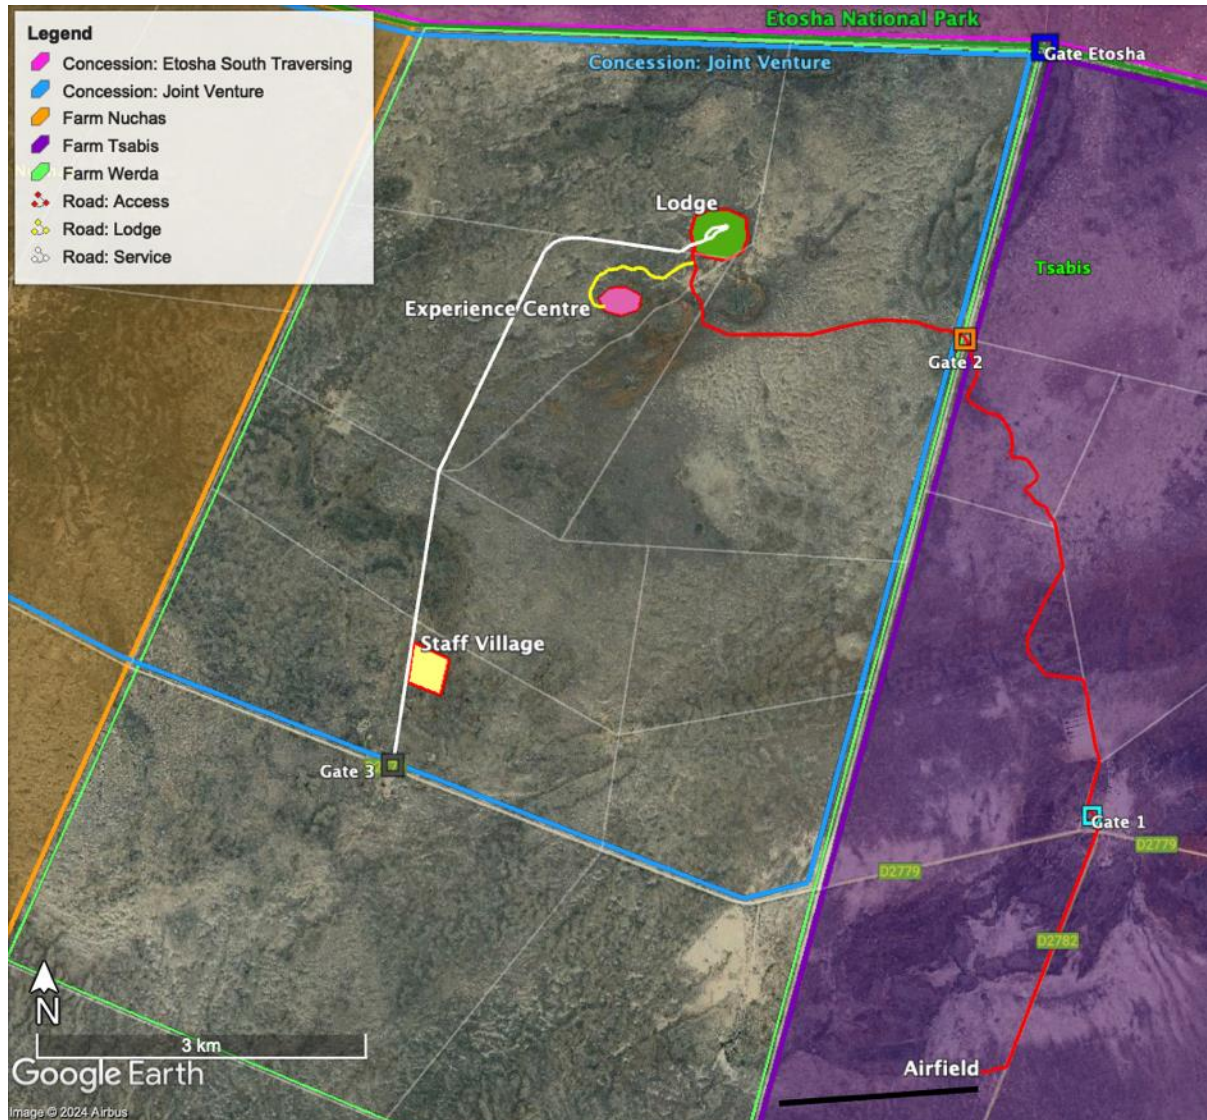 Etosha National Park
Legend
Concession: Etosha South Traversing
Concession: Joint Venture
Farm Nuchas
Farm Tsabis
Farm Werda
Road: Access
Road: Lodge
Road: Service
Gate Etosha
Concession: Joint Venture
Lodge
Tsabis
Experience Centre
Gate 2
Staff Village
Gate 3
Gate 1
D2779
D2779
D2782
N
3 km
Google Earth
Airfield
Image © 2024 Airbus